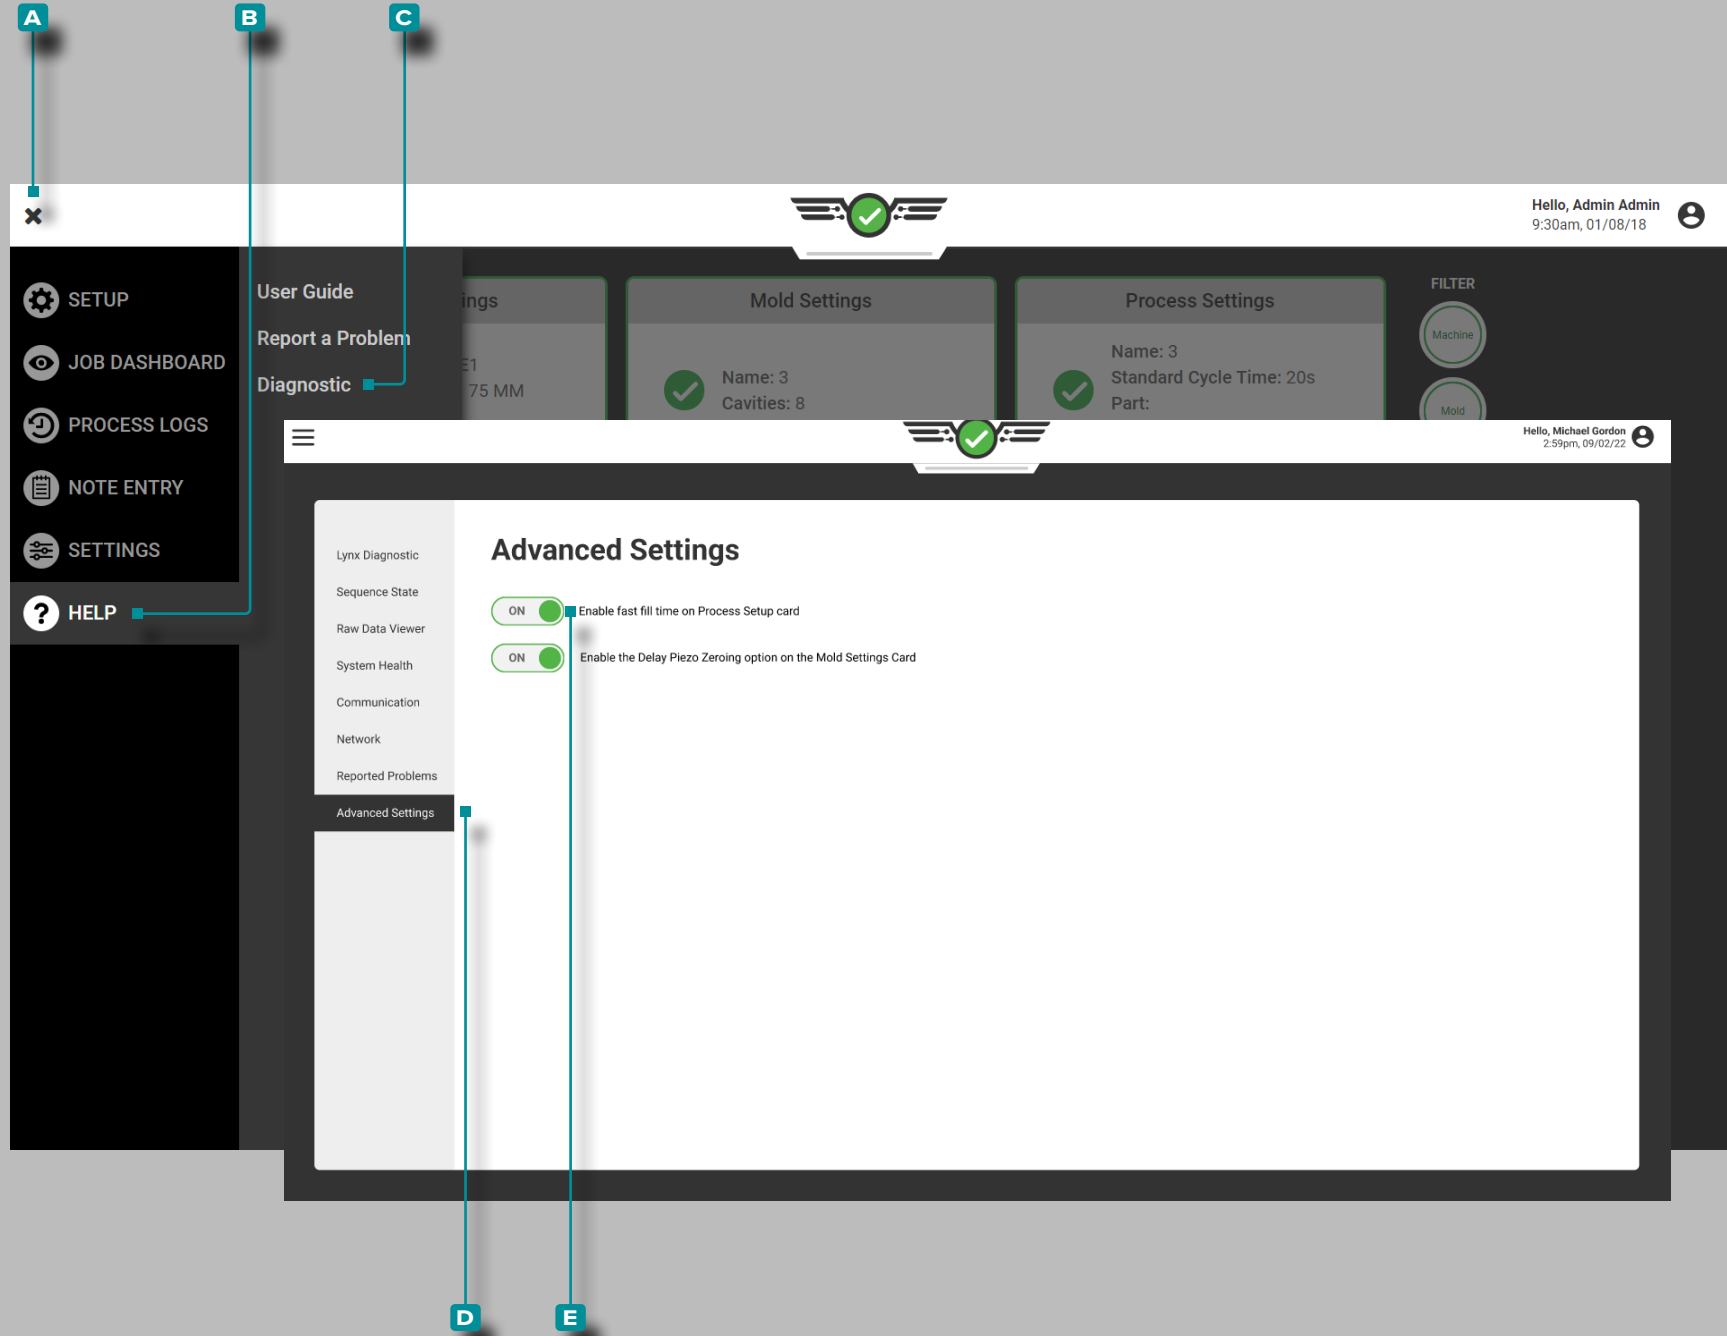 A
B
C
Hello, Admin Admin
9:30am, 01/08/18
SETUP
JOB DASHBOARD
PROCESS LOGS
NOTE ENTRY
SETTINGS
HELP
User Guide
Report a Problem
Diagnostic
ings
E1
75 MM
Mold Settings
Name: 3
Cavities: 8
Process Settings
Name: 3
Standard Cycle Time: 20s
Part:
FILTER
Machine
Mold
Hello, Michael Gordon
2:59pm, 09/02/22
Lynx Diagnostic
Sequence State
Raw Data Viewer
System Health
Communication
Network
Reported Problems
Advanced Settings
Advanced Settings
ON Enable fast fill time on Process Setup card
ON Enable the Delay Piezo Zeroing option on the Mold Settings Card
D
E